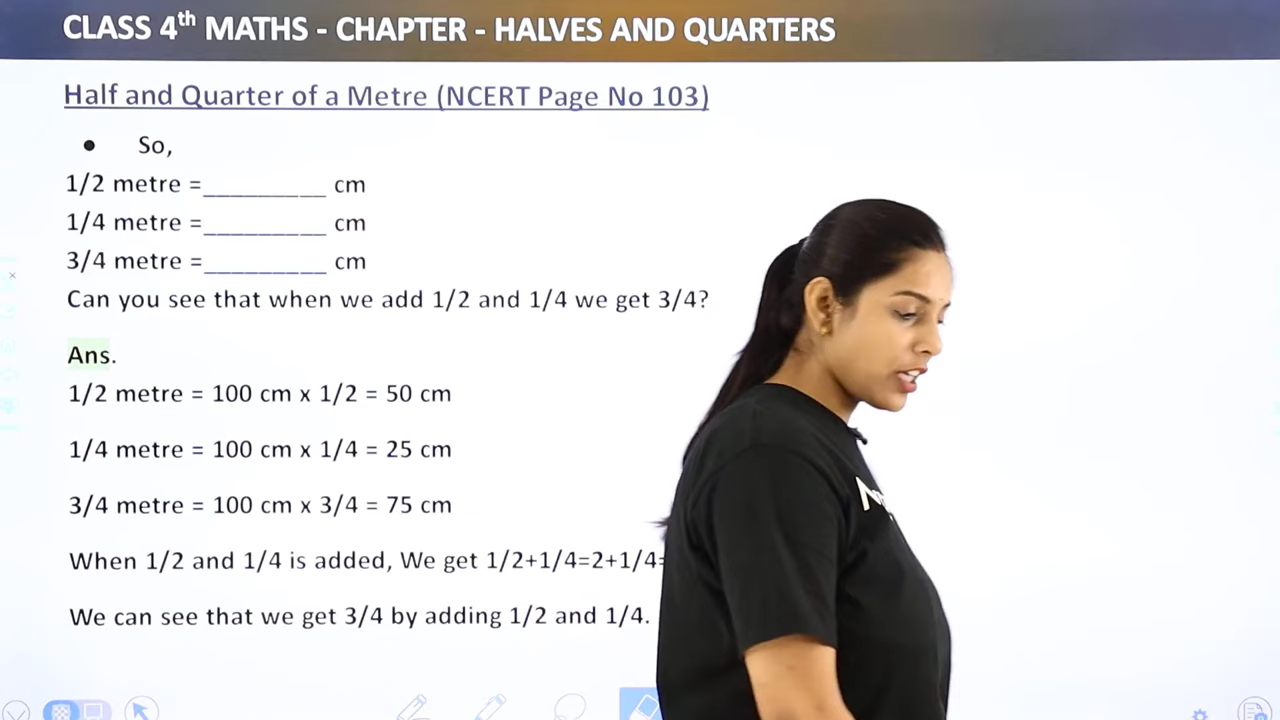 CLASS 4th MATHS - CHAPTER - HALVES AND QUARTERS
Half and Quarter of a Metre (NCERT Page No 103)
• So,
1/2 metre =_________ cm
1/4 metre =_________ cm
3/4 metre =_________ cm
Can you see that when we add 1/2 and 1/4 we get 3/4?
Ans.
1/2 metre = 100 cm x 1/2 = 50 cm
1/4 metre = 100 cm x 1/4 = 25 cm
3/4 metre = 100 cm x 3/4 = 75 cm
When 1/2 and 1/4 is added, We get 1/2+1/4=2+1/4=
We can see that we get 3/4 by adding 1/2 and 1/4.